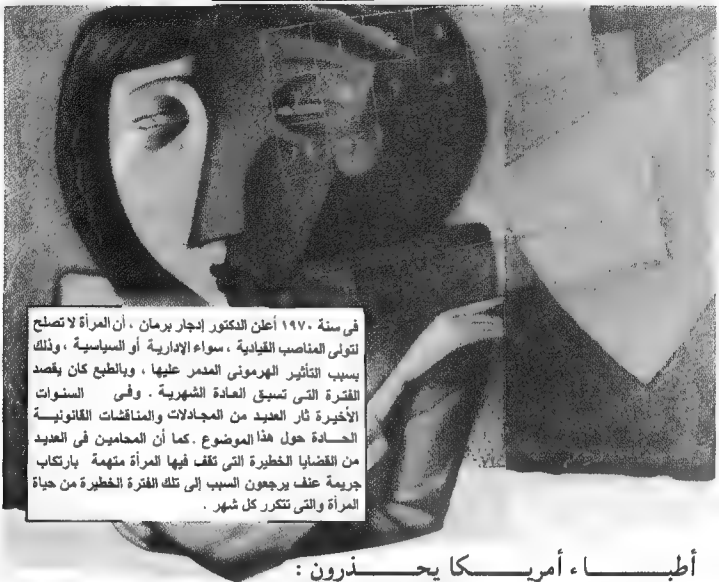 فى سنة ١٩٧٠ أعلن الدكتور إدجار برمان ، أن المرأة لا تصلح
لتولى المناصب القيادية ، سواء الإدارية أو السياسية ، وذلك
بسبب التأثير الهرمونى المدمر عليها ، وبالطبع كان يقصد
الفترة التى تسبق العادة الشهرية . وفى السنوات
الأخيرة ثار العديد من المجادلات والمناقشات القانونيـــة
الحـــادة حول هذا الموضوع . كما أن المحامين فى العديد
من القضايا الخطيرة التى تقف فيها المرأة متهمة بارتكاب
جريمة عنف يرجعون السبب إلى تلك الفترة الخطيرة من حياة
المرأة والتى تتكرر كل شهر .
أطبـــــاء أمريـــــكا يحـــــذرون :